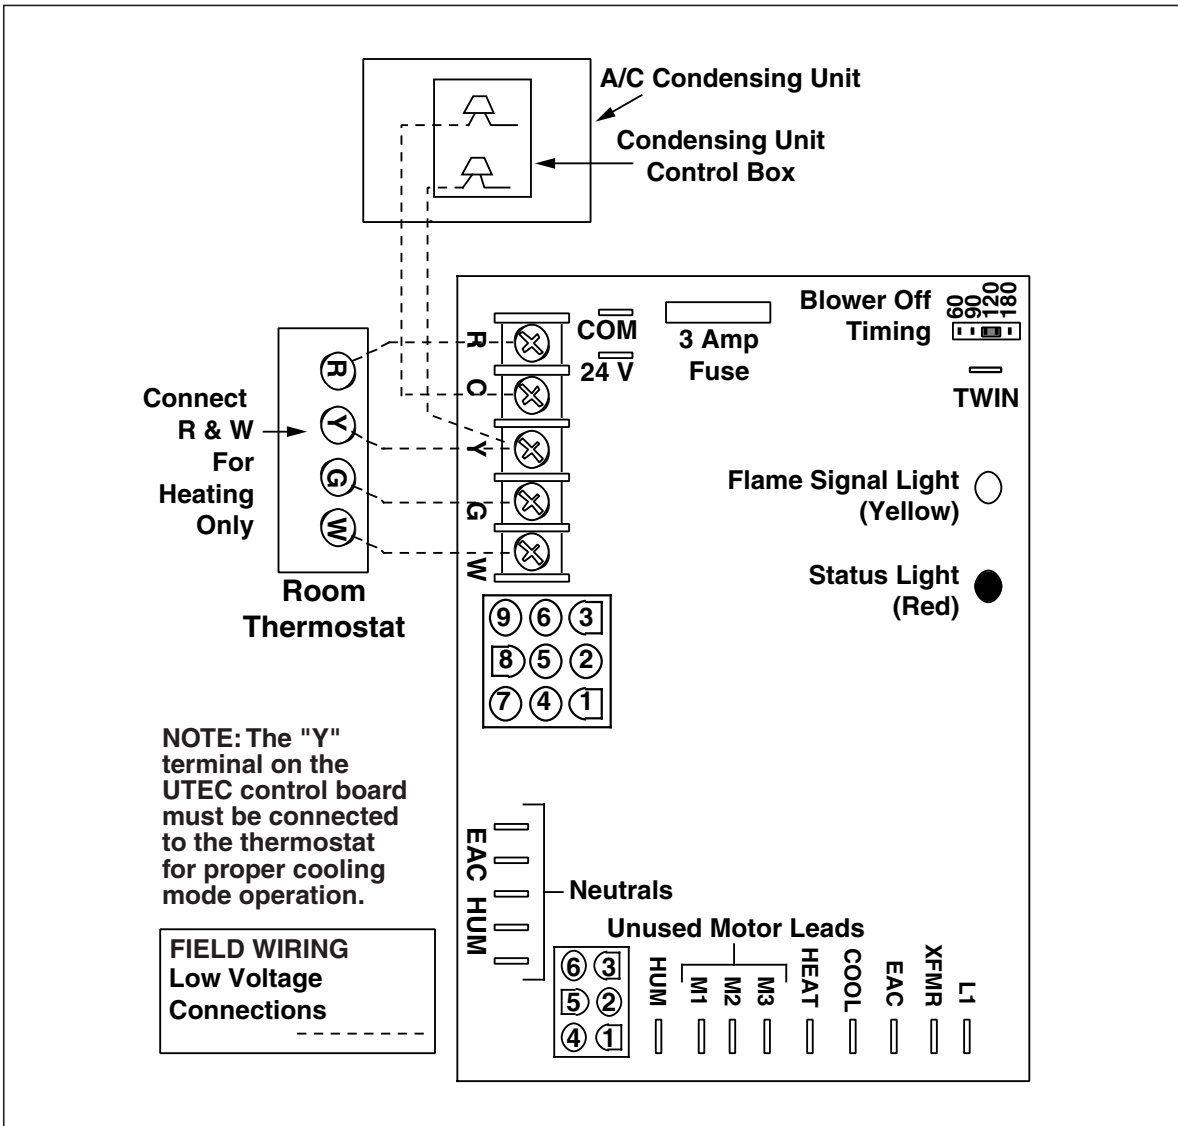 A/C Condensing Unit
Condensing Unit
Control Box
Blower Off
Timing
60
90
120
180
TWIN
COM
24 V
3 Amp
Fuse
R
C
Y
G
W
R
Y
G
W
Connect
R & W
For
Heating
Only
Room
Thermostat
Flame Signal Light
(Yellow)
Status Light
(Red)
9 6 3
8 5 2
7 4 1
NOTE: The "Y"
terminal on the
UTEC control board
must be connected
to the thermostat
for proper cooling
mode operation.
FIELD WIRING
Low Voltage
Connections
EAC HUM
Neutrals
Unused Motor Leads
6 3
5 2
4 1
HUM
M1
M2
M3
HEAT
COOL
EAC
XFMR
L1